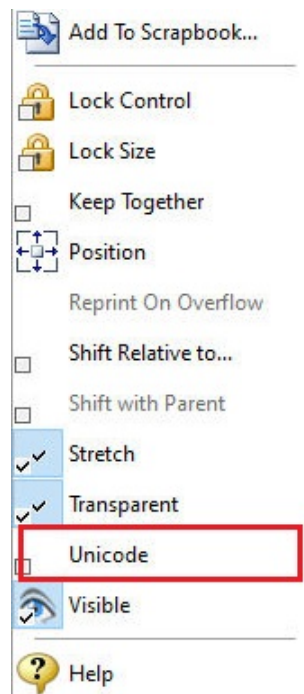 Add To Scrapbook...
Lock Control
Lock Size
Keep Together
Position
Reprint On Overflow
Shift Relative to...
Shift with Parent
Stretch
Transparent
Unicode
Visible
Help